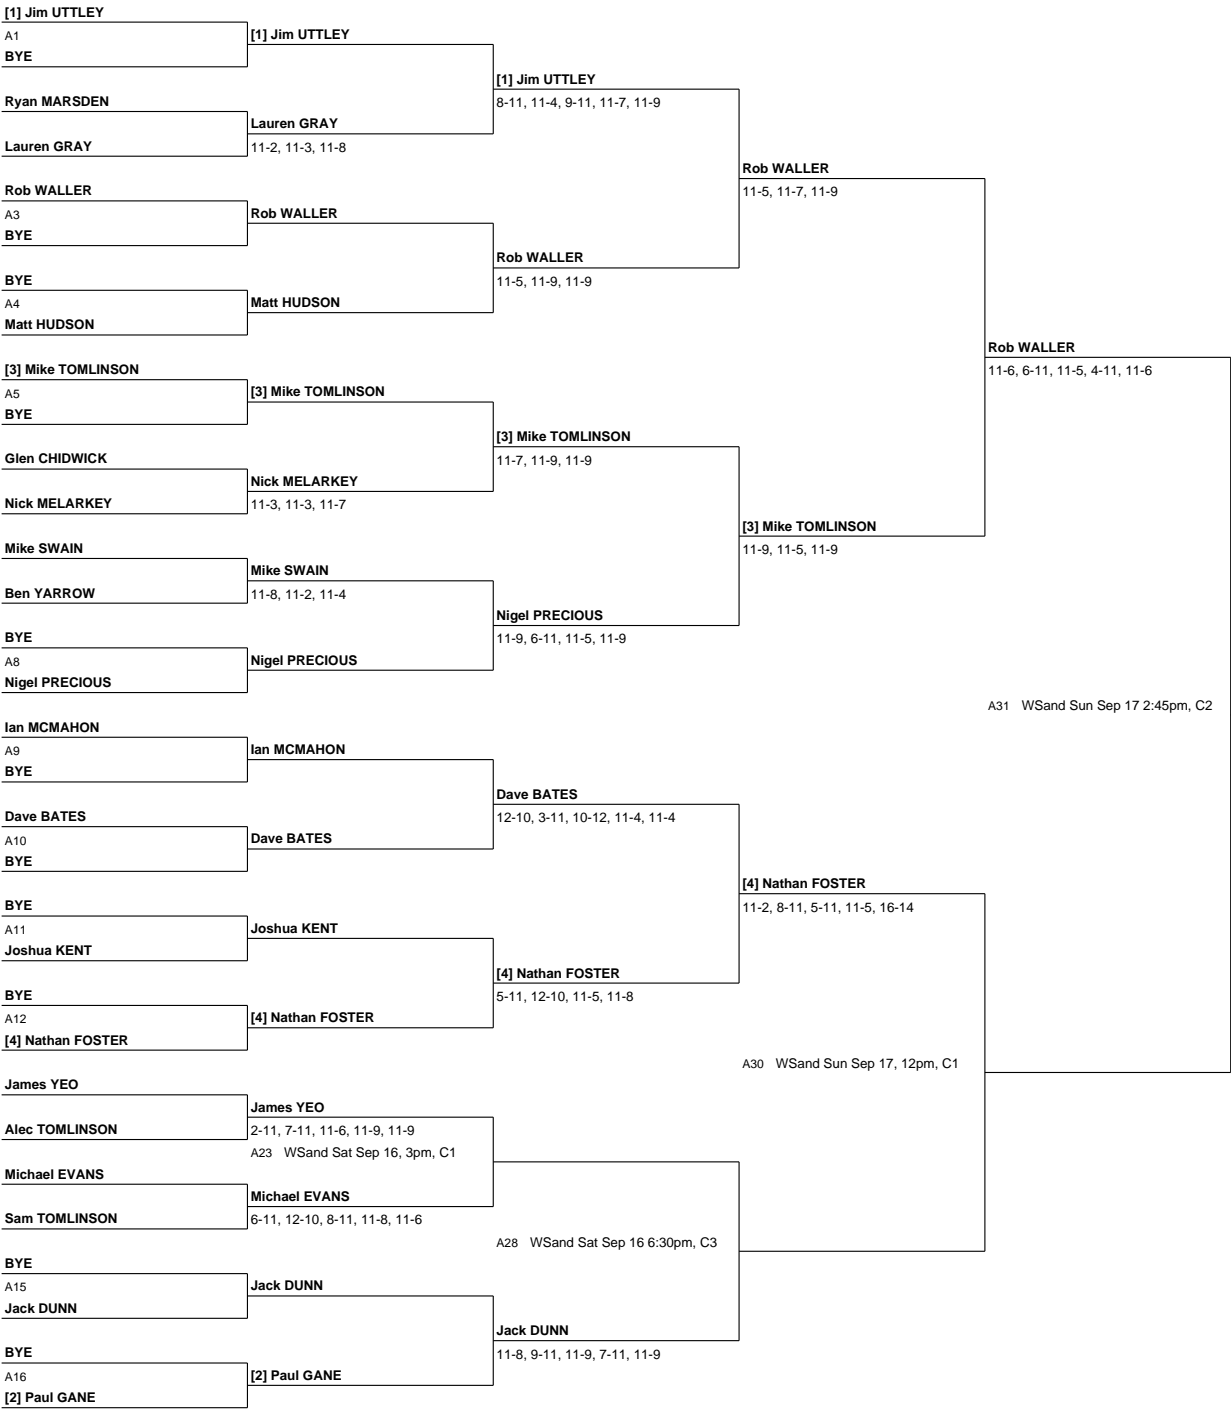 [1] Jim UTTLEY
A1
[1] Jim UTTLEY
BYE
[1] Jim UTTLEY
8-11, 11-4, 9-11, 11-7, 11-9
Ryan MARSDEN
Lauren GRAY
Lauren GRAY
11-2, 11-3, 11-8
Rob WALLER
11-5, 11-7, 11-9
Rob WALLER
A3
Rob WALLER
BYE
Rob WALLER
11-5, 11-9, 11-9
BYE
A4
Matt HUDSON
Matt HUDSON
Rob WALLER
11-6, 6-11, 11-5, 4-11, 11-6
[3] Mike TOMLINSON
A5
[3] Mike TOMLINSON
BYE
[3] Mike TOMLINSON
11-7, 11-9, 11-9
Glen CHIDWICK
Nick MELARKEY
Nick MELARKEY
11-3, 11-3, 11-7
[3] Mike TOMLINSON
11-9, 11-5, 11-9
Mike SWAIN
Mike SWAIN
Ben YARROW
11-8, 11-2, 11-4
Nigel PRECIOUS
11-9, 6-11, 11-5, 11-9
BYE
A8
Nigel PRECIOUS
Nigel PRECIOUS
A31 WSand Sun Sep 17 2:45pm, C2
Ian MCMAHON
A9
Ian MCMAHON
BYE
Dave BATES
12-10, 3-11, 10-12, 11-4, 11-4
Dave BATES
A10
Dave BATES
BYE
[4] Nathan FOSTER
11-2, 8-11, 5-11, 11-5, 16-14
BYE
A11
Joshua KENT
Joshua KENT
[4] Nathan FOSTER
5-11, 12-10, 11-5, 11-8
BYE
A12
[4] Nathan FOSTER
[4] Nathan FOSTER
A30 WSand Sun Sep 17, 12pm, C1
James YEO
James YEO
Alec TOMLINSON
2-11, 7-11, 11-6, 11-9, 11-9
A23 WSand Sat Sep 16, 3pm, C1
Michael EVANS
Michael EVANS
Sam TOMLINSON
6-11, 12-10, 8-11, 11-8, 11-6
A28 WSand Sat Sep 16 6:30pm, C3
BYE
A15
Jack DUNN
Jack DUNN
Jack DUNN
11-8, 9-11, 11-9, 7-11, 11-9
BYE
A16
[2] Paul GANE
[2] Paul GANE